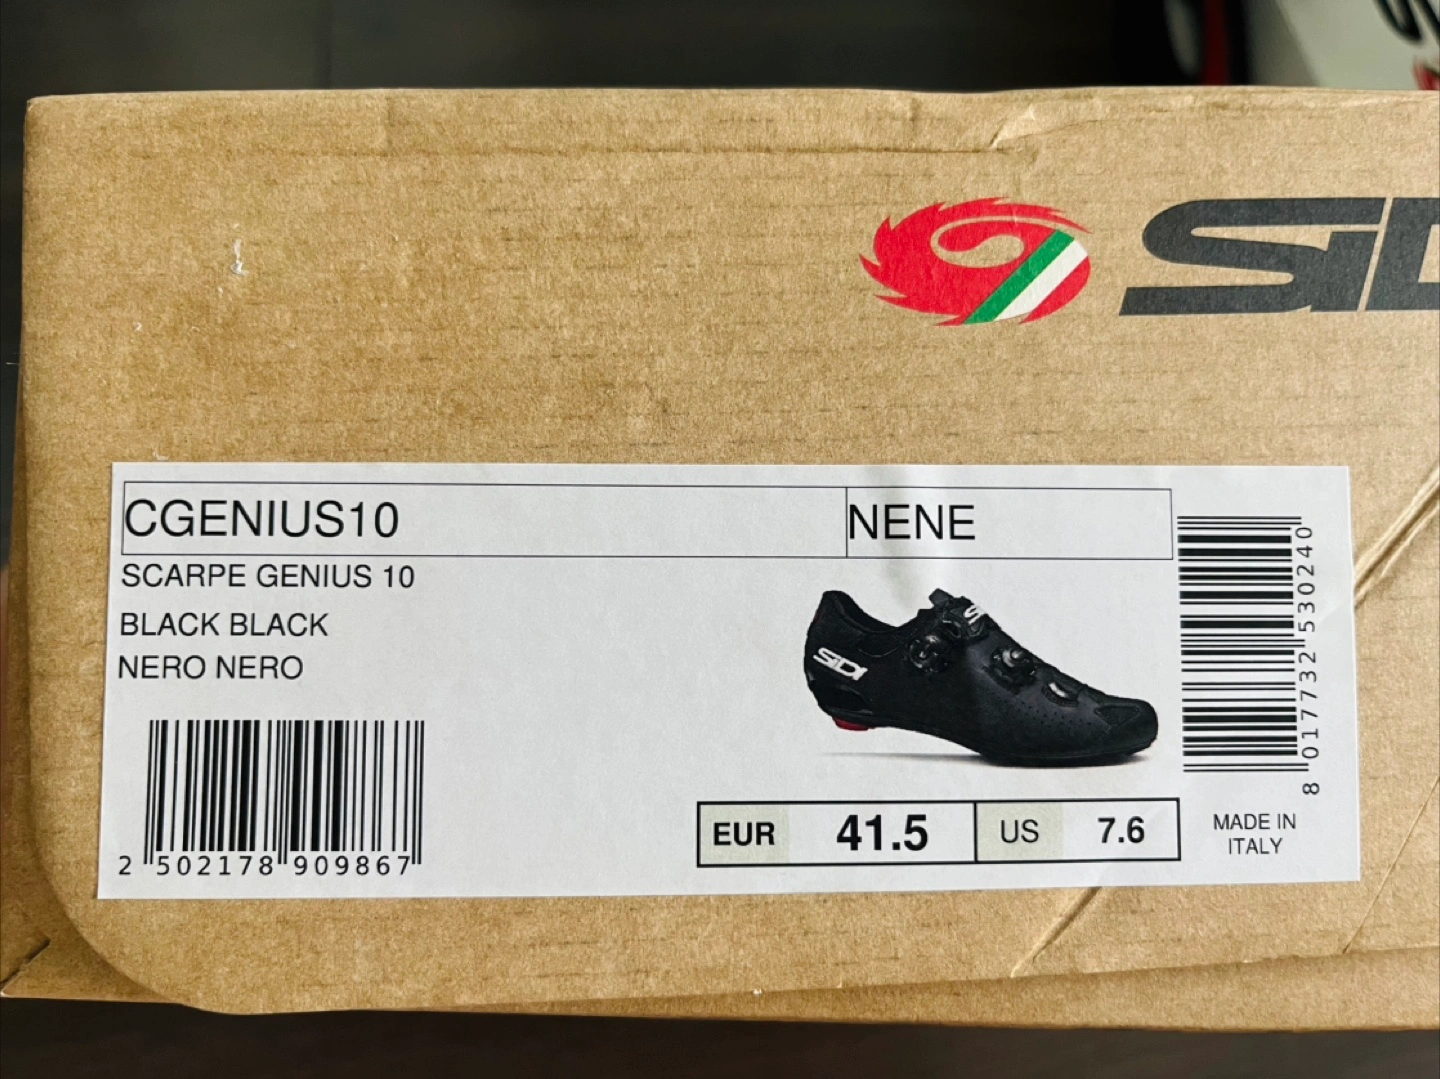 SIDI
CGENIUS10 NENE
SCARPE GENIUS 10
BLACK BLACK
NERO NERO
SIDI
2 502178 909867
EUR 41.5 US 7.6
8 017732 530240
MADE IN
ITALY